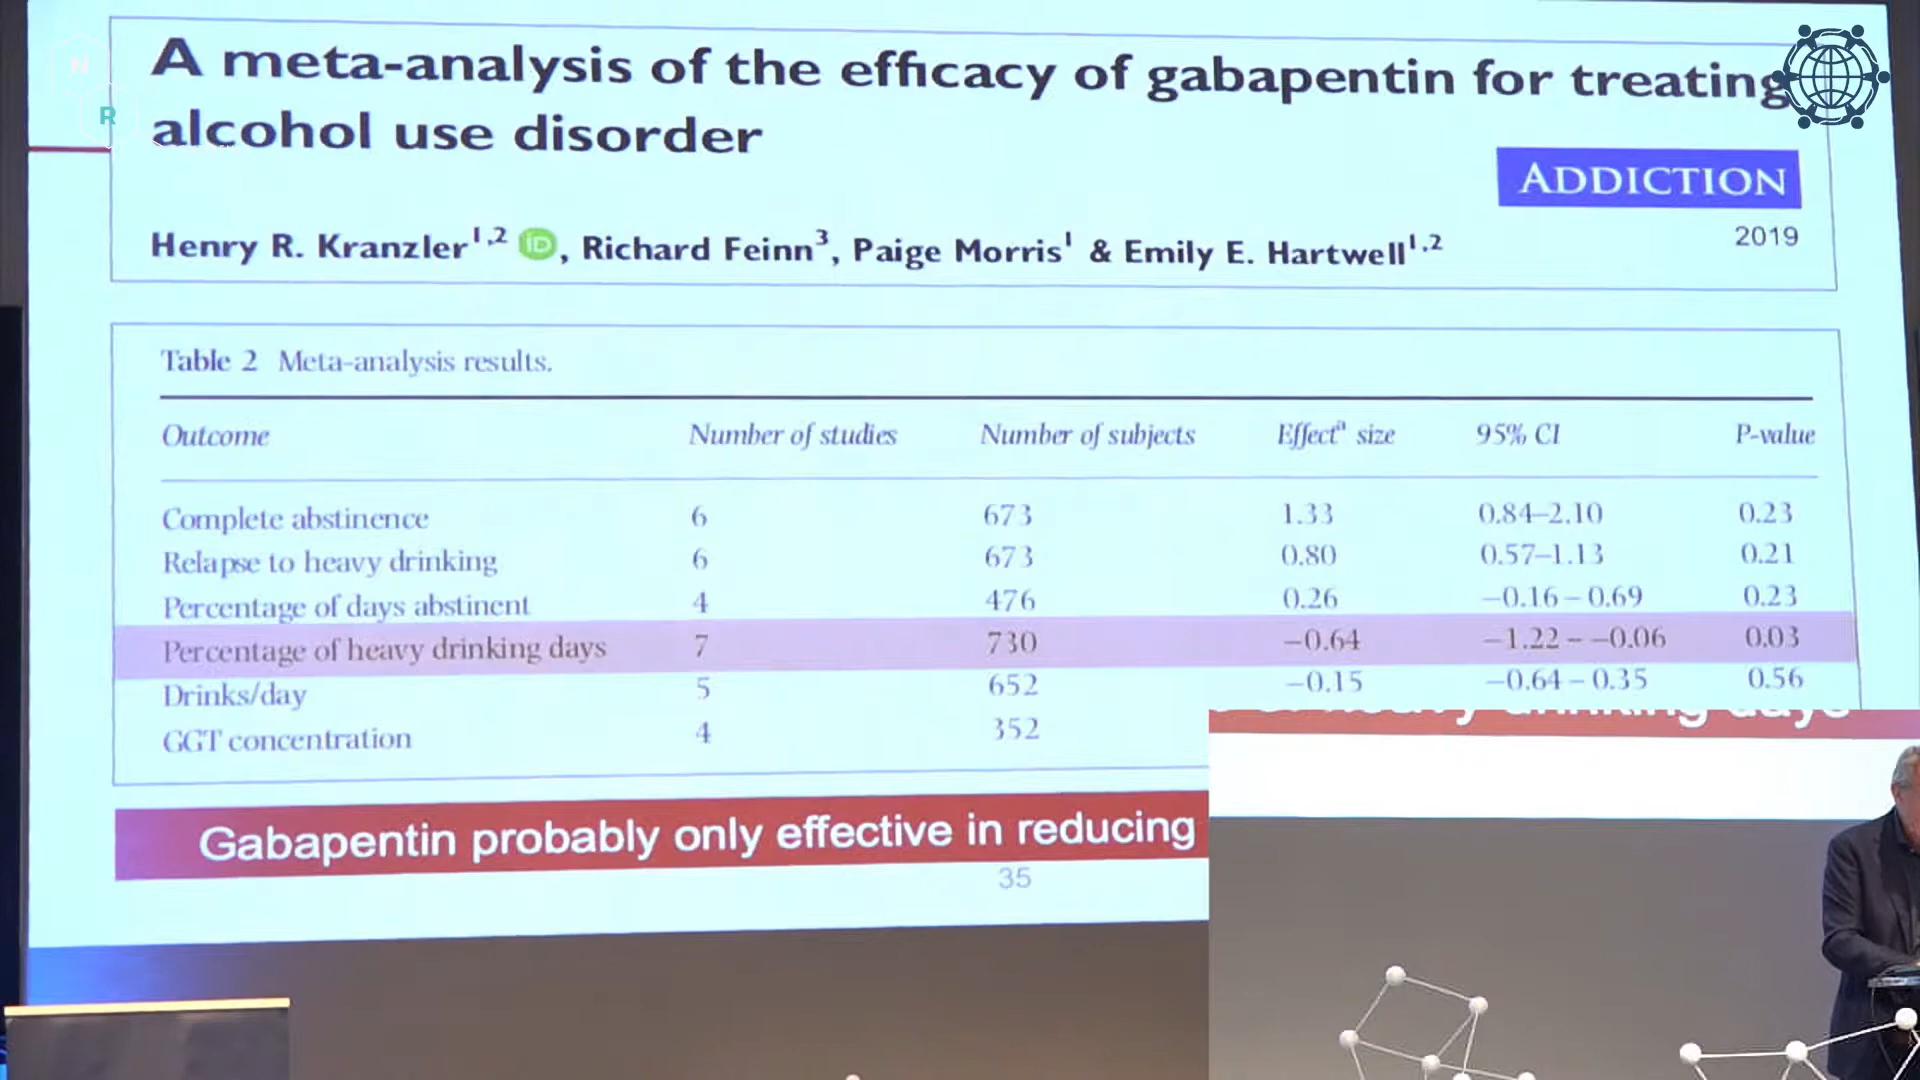 N
R
A meta-analysis of the efficacy of gabapentin for treating
alcohol use disorder
ADDICTION
2019
Henry R. Kranzler1,2 iD, Richard Feinn3, Paige Morris1 & Emily E. Hartwell1,2
Table 2 Meta-analysis results.
Outcome Number of studies Number of subjects Effecta size 95% CI P-value
Complete abstinence 6 673 1.33 0.84–2.10 0.23
Relapse to heavy drinking 6 673 0.80 0.57–1.13 0.21
Percentage of days abstinent 4 476 0.26 −0.16 – 0.69 0.23
Percentage of heavy drinking days 7 730 −0.64 −1.22 – −0.06 0.03
Drinks/day 5 652 −0.15 −0.64 – 0.35 0.56
GGT concentration 4 352
heavy drinking days
Gabapentin probably only effective in reducing
35